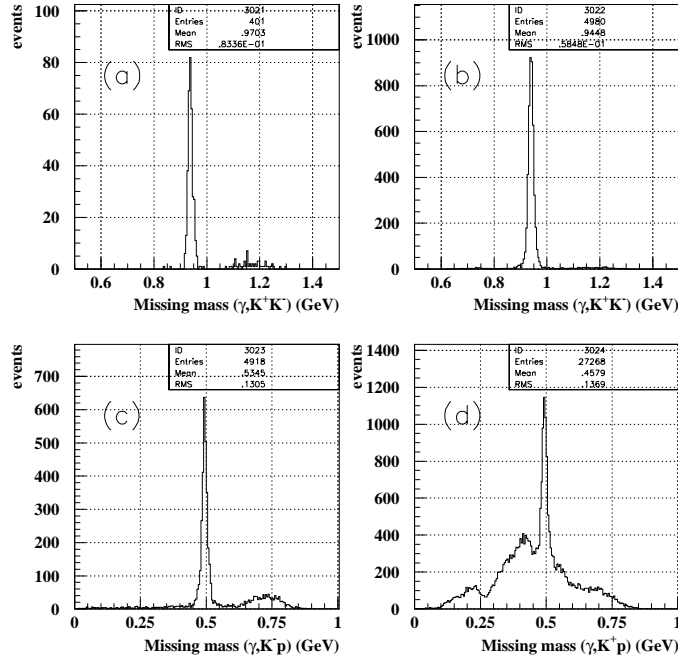 events
100
80
60
40
20
0
(a)
ID 3021
Entries 401
Mean .9703
RMS .8336E-01
0.6 0.8 1 1.2 1.4
Missing mass (γ,K⁺K⁻) (GeV)
events
1000
800
600
400
200
0
(b)
ID 3022
Entries 4980
Mean .9448
RMS .5848E-01
0.6 0.8 1 1.2 1.4
Missing mass (γ,K⁺K⁻) (GeV)
events
700
600
500
400
300
200
100
0
(c)
ID 3023
Entries 4918
Mean .5345
RMS .1305
0 0.25 0.5 0.75 1
Missing mass (γ,K⁻p) (GeV)
events
1400
1200
1000
800
600
400
200
0
(d)
ID 3024
Entries 27268
Mean .4579
RMS .1369
0 0.25 0.5 0.75 1
Missing mass (γ,K⁺p) (GeV)